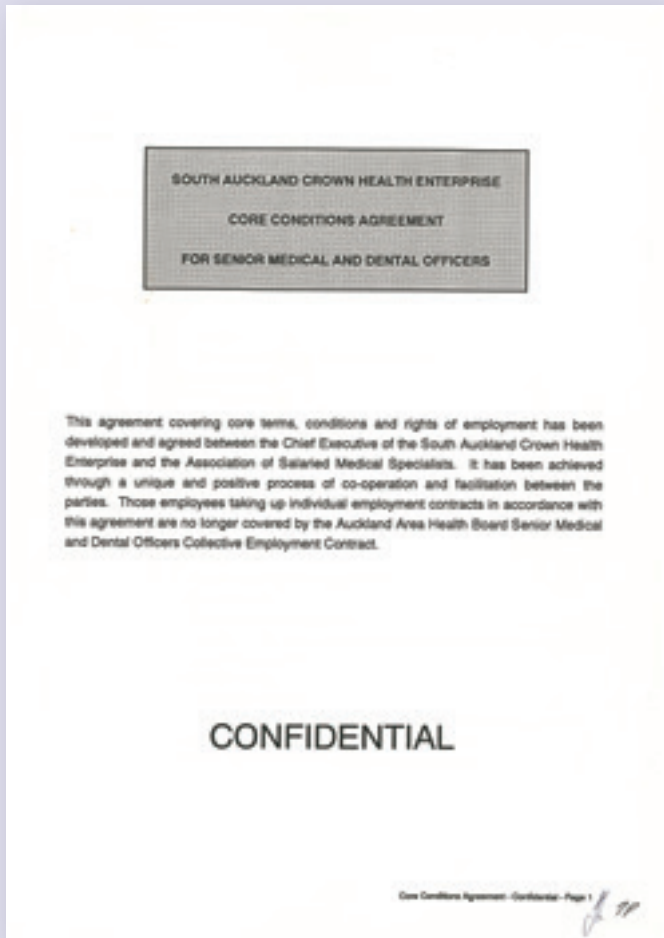 SOUTH AUCKLAND CROWN HEALTH ENTERPRISE
CORE CONDITIONS AGREEMENT
FOR SENIOR MEDICAL AND DENTAL OFFICERS
This agreement covering core terms, conditions and rights of employment has been
developed and agreed between the Chief Executive of the South Auckland Crown Health
Enterprise and the Association of Salaried Medical Specialists. It has been achieved
through a unique and positive process of co-operation and facilitation between the
parties. Those employees taking up individual employment contracts in accordance with
this agreement are no longer covered by the Auckland Area Health Board Senior Medical
and Dental Officers Collective Employment Contract.
CONFIDENTIAL
Core Conditions Agreement - Confidential - Page 1